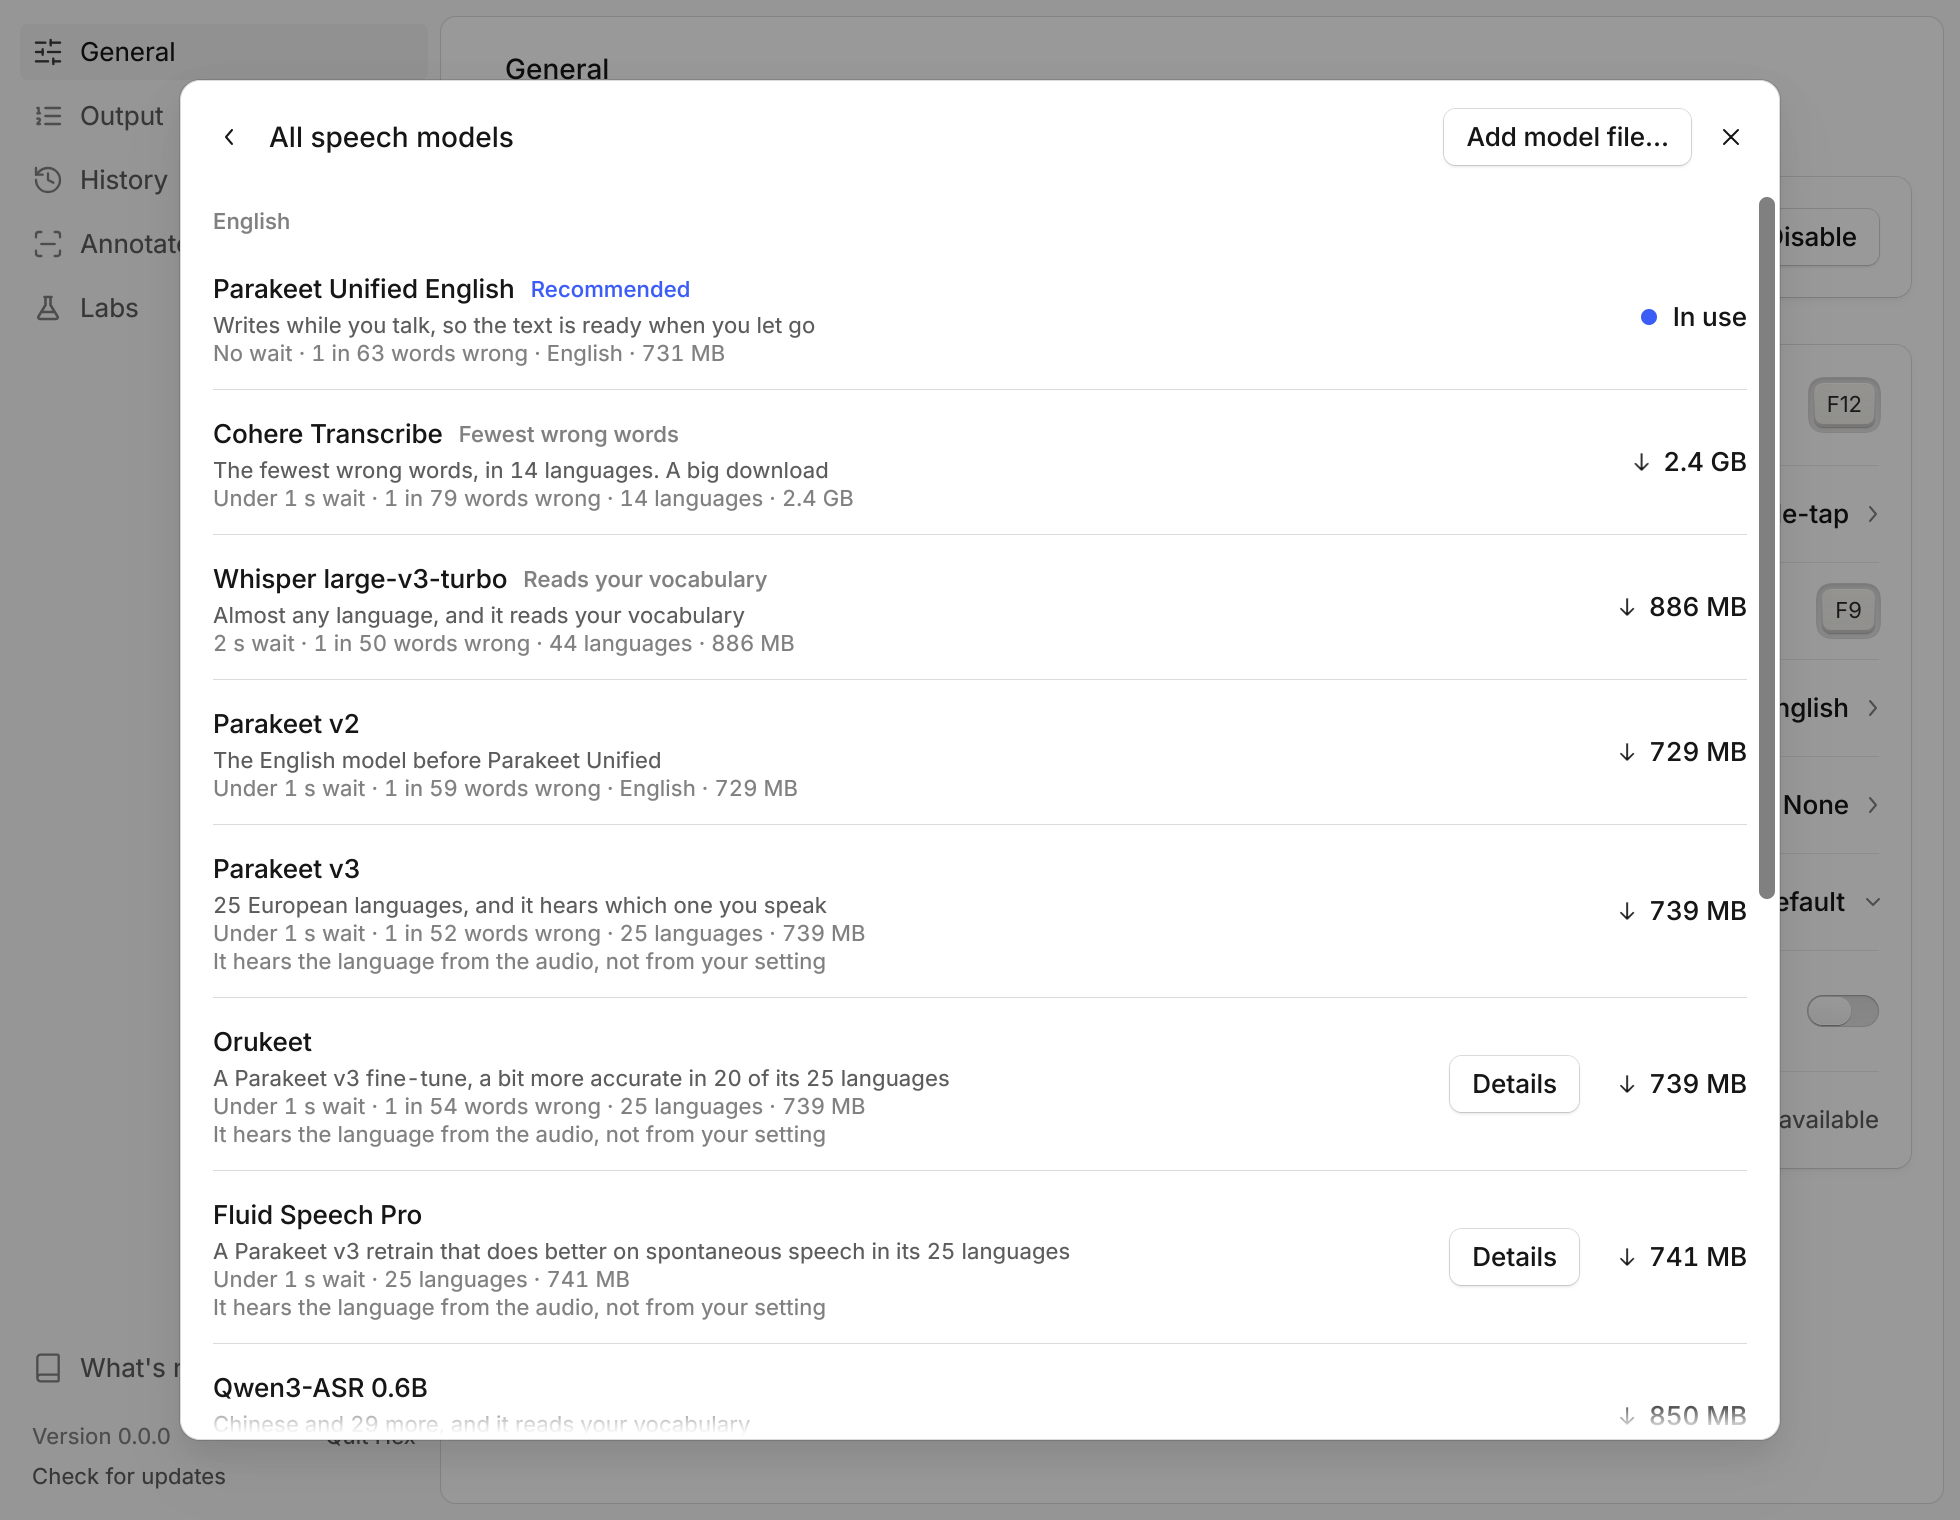 General
Output
History
Annotate
Labs
What's
Version 0.0.0
Check for updates
General
All speech models
Add model file...
English
Parakeet Unified English Recommended
Writes while you talk, so the text is ready when you let go
No wait · 1 in 63 words wrong · English · 731 MB
In use
Cohere Transcribe Fewest wrong words
The fewest wrong words, in 14 languages. A big download
Under 1 s wait · 1 in 79 words wrong · 14 languages · 2.4 GB
↓ 2.4 GB
Whisper large-v3-turbo Reads your vocabulary
Almost any language, and it reads your vocabulary
2 s wait · 1 in 50 words wrong · 44 languages · 886 MB
↓ 886 MB
Parakeet v2
The English model before Parakeet Unified
Under 1 s wait · 1 in 59 words wrong · English · 729 MB
↓ 729 MB
Parakeet v3
25 European languages, and it hears which one you speak
Under 1 s wait · 1 in 52 words wrong · 25 languages · 739 MB
It hears the language from the audio, not from your setting
↓ 739 MB
Orukeet
A Parakeet v3 fine-tune, a bit more accurate in 20 of its 25 languages
Under 1 s wait · 1 in 54 words wrong · 25 languages · 739 MB
It hears the language from the audio, not from your setting
Details
↓ 739 MB
Fluid Speech Pro
A Parakeet v3 retrain that does better on spontaneous speech in its 25 languages
Under 1 s wait · 25 languages · 741 MB
It hears the language from the audio, not from your setting
Details
↓ 741 MB
Qwen3-ASR 0.6B
Chinese and 29 more, and it reads your vocabulary
↓ 850 MB
isable
F12
e-tap
F9
nglish
None
efault
available